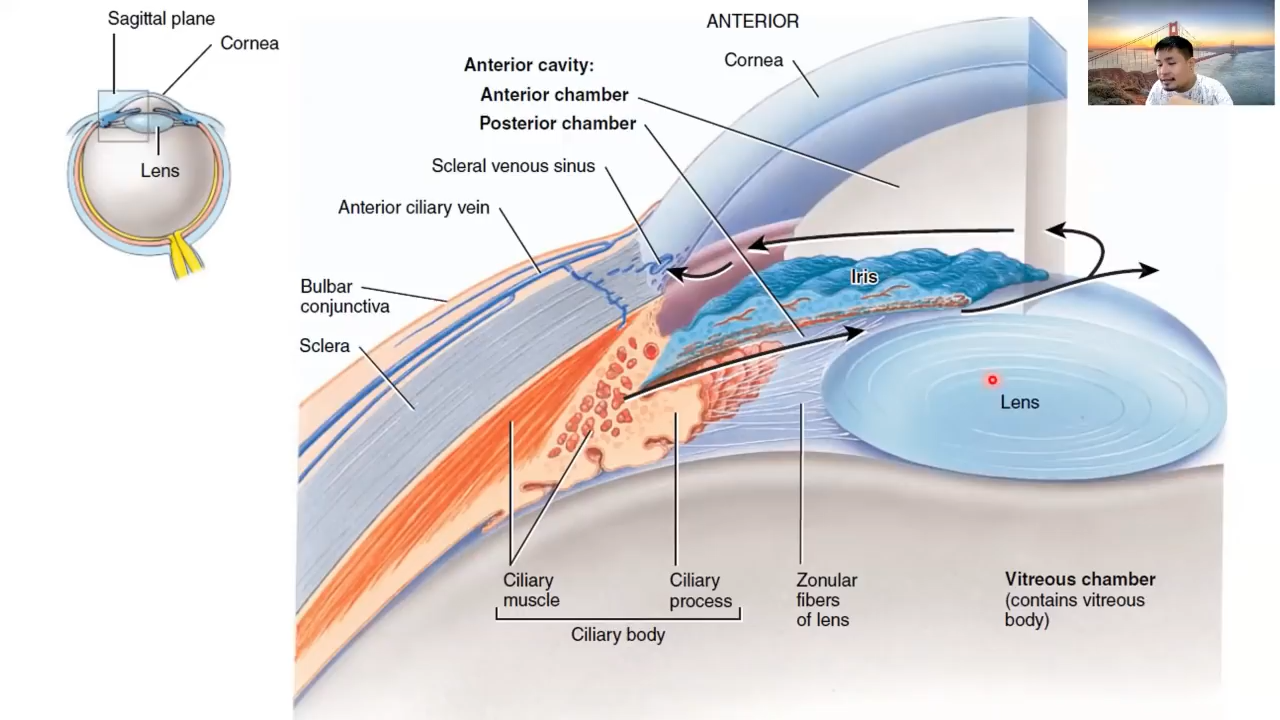 Sagittal plane
Cornea
Lens
ANTERIOR
Cornea
Anterior cavity:
Anterior chamber
Posterior chamber
Scleral venous sinus
Anterior ciliary vein
Bulbar
conjunctiva
Sclera
Iris
Lens
Ciliary
muscle
Ciliary
process
Ciliary body
Zonular
fibers
of lens
Vitreous chamber
(contains vitreous
body)